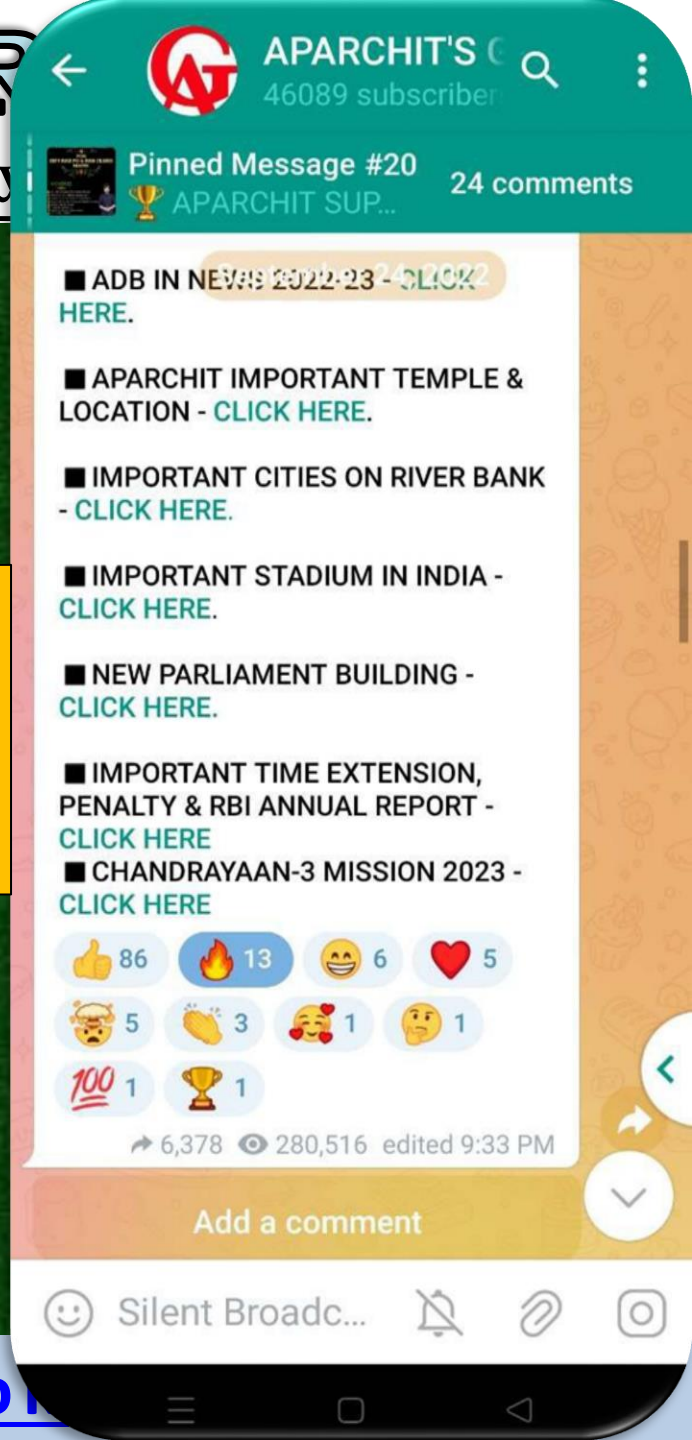 APARCHIT'S G
46089 subscriber
Pinned Message #20
🏆 APARCHIT SUP...
24 comments
September 24, 2022
■ ADB IN NEWS 2022-23 - CLICK
HERE.
■ APARCHIT IMPORTANT TEMPLE &
LOCATION - CLICK HERE.
■ IMPORTANT CITIES ON RIVER BANK
- CLICK HERE.
■ IMPORTANT STADIUM IN INDIA -
CLICK HERE.
■ NEW PARLIAMENT BUILDING -
CLICK HERE.
■ IMPORTANT TIME EXTENSION,
PENALTY & RBI ANNUAL REPORT -
CLICK HERE
■ CHANDRAYAAN-3 MISSION 2023 -
CLICK HERE
👍 86 🔥 13 😁 6 ❤️ 5
🤯 5 👏 3 🥰 1 🤔 1
💯 1 🏆 1
6,378 280,516 edited 9:33 PM
Add a comment
Silent Broadc...